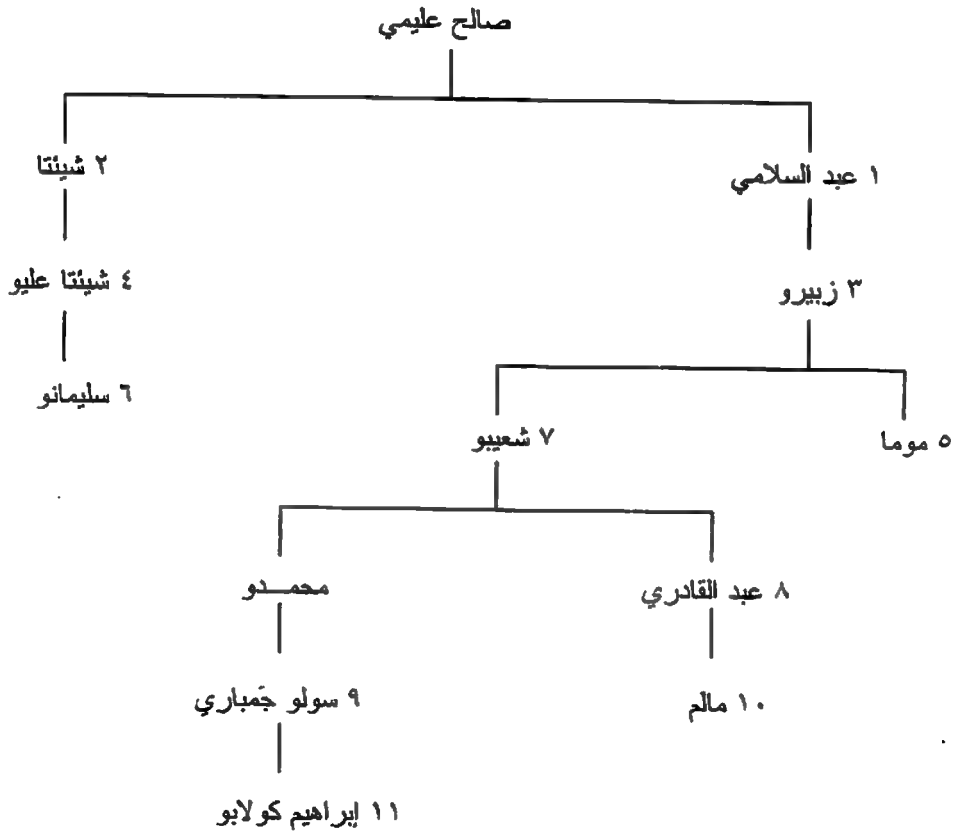 صالح عليمي
١ عبد السلامي
٢ شيئتا
٣ زبيرو
٤ شيئتا عليو
٥ موما
٧ شعيبو
٦ سليمانو
٨ عبد القادري
محمـــدو
١٠ مالم
٩ سولو جَمباري
١١ إبراهيم كولابو